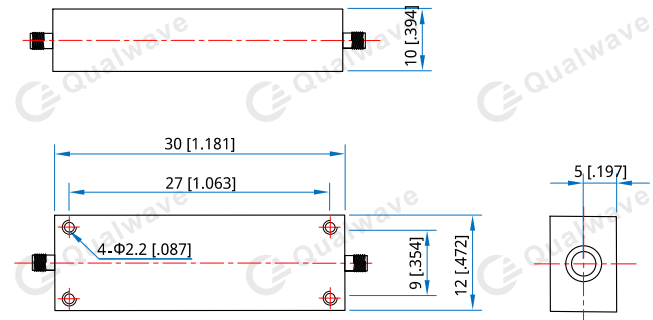 10 [.394]
Qualwave
Qualwave
Qualwave
30 [1.181]
5 [.197]
27 [1.063]
Qualwave
Qualwave
Qualwave
4-Φ2.2 [.087]
9 [.354]
12 [.472]